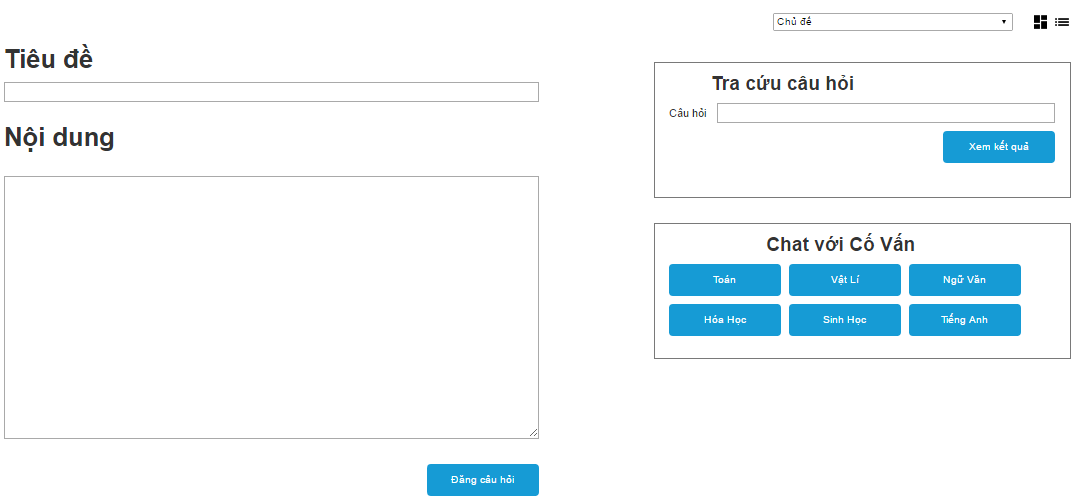 Chủ đề
Tiêu đề
Nội dung
Đăng câu hỏi
Tra cứu câu hỏi
Câu hỏi
Xem kết quả
Chat với Cố Vấn
Toán Vật Lí Ngữ Văn
Hóa Học Sinh Học Tiếng Anh